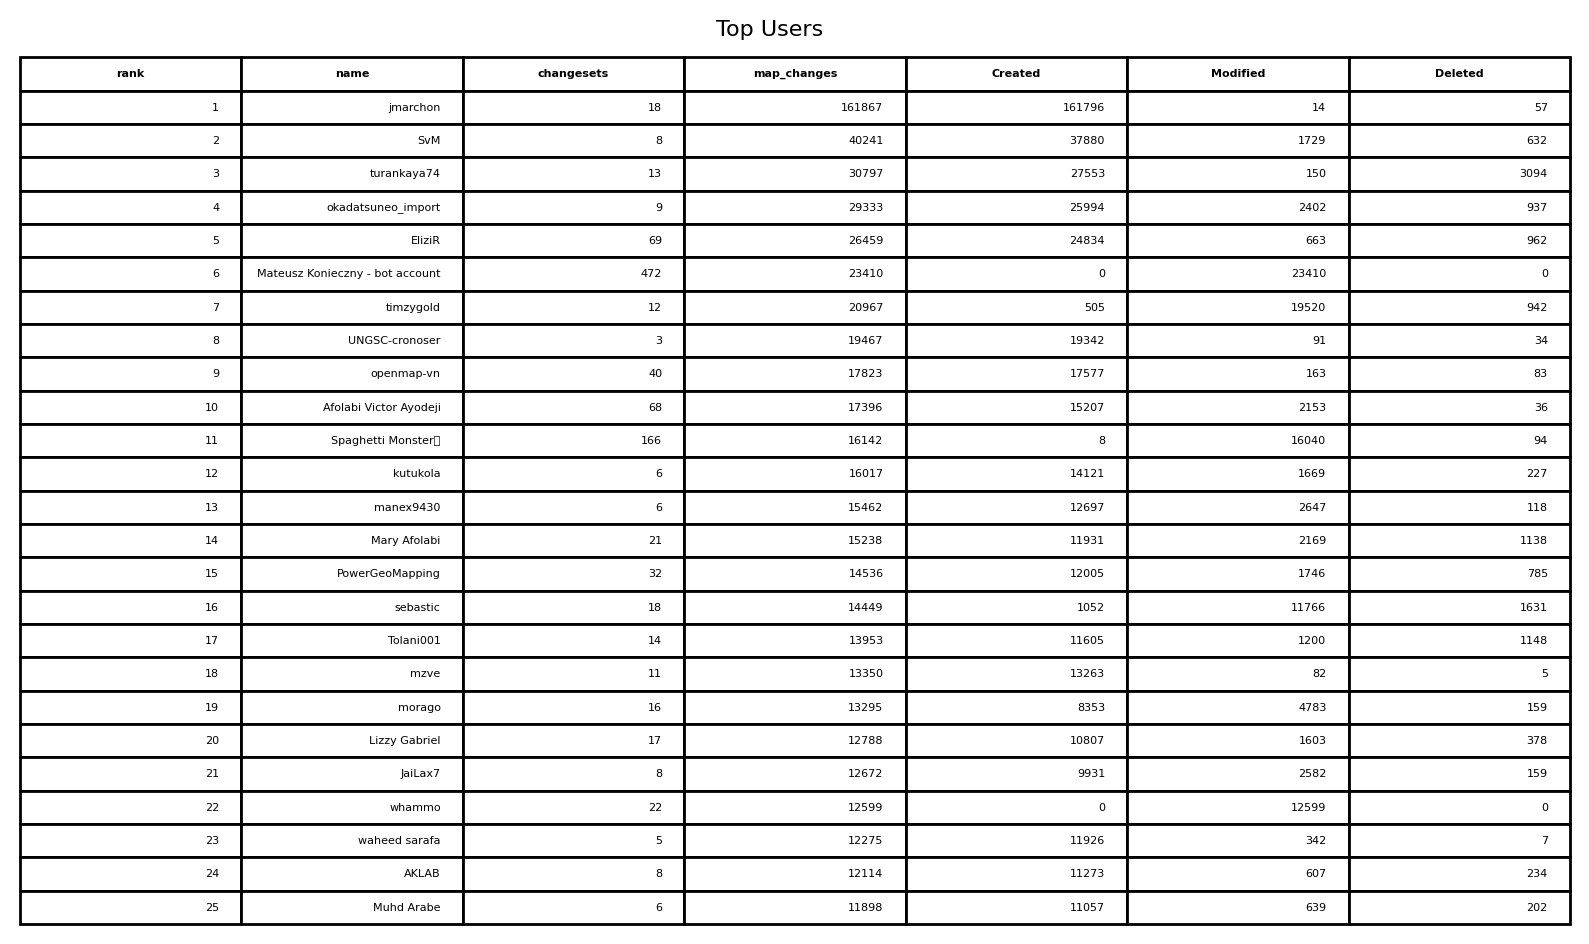 Top Users
rank name changesets map_changes Created Modified Deleted
1 jmarchon 18 161867 161796 14 57
2 SvM 8 40241 37880 1729 632
3 turankaya74 13 30797 27553 150 3094
4 okadatsuneo_import 9 29333 25994 2402 937
5 EliziR 69 26459 24834 663 962
6 Mateusz Konieczny - bot account 472 23410 0 23410 0
7 timzygold 12 20967 505 19520 942
8 UNGSC-cronoser 3 19467 19342 91 34
9 openmap-vn 40 17823 17577 163 83
10 Afolabi Victor Ayodeji 68 17396 15207 2153 36
11 Spaghetti Monster 166 16142 8 16040 94
12 kutukola 6 16017 14121 1669 227
13 manex9430 6 15462 12697 2647 118
14 Mary Afolabi 21 15238 11931 2169 1138
15 PowerGeoMapping 32 14536 12005 1746 785
16 sebastic 18 14449 1052 11766 1631
17 Tolani001 14 13953 11605 1200 1148
18 mzve 11 13350 13263 82 5
19 morago 16 13295 8353 4783 159
20 Lizzy Gabriel 17 12788 10807 1603 378
21 JaiLax7 8 12672 9931 2582 159
22 whammo 22 12599 0 12599 0
23 waheed sarafa 5 12275 11926 342 7
24 AKLAB 8 12114 11273 607 234
25 Muhd Arabe 6 11898 11057 639 202